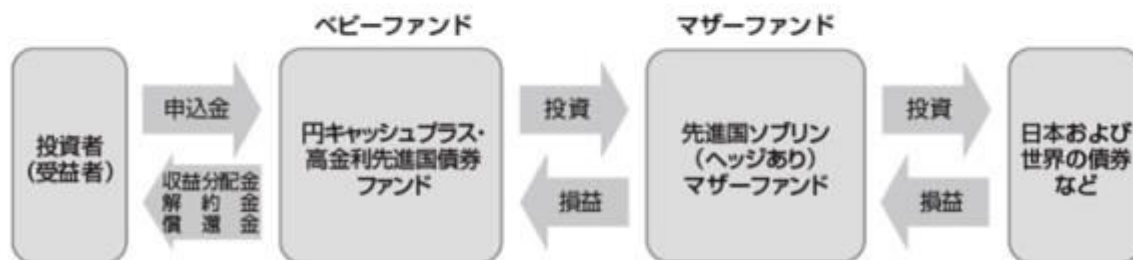 ベビーファンド
マザーファンド
投資者
(受益者)
申込金
収益分配金
解約金
償還金
円キャッシュプラス・
高金利先進国債券
ファンド
投資
損益
先進国ソブリン
(ヘッジあり)
マザーファンド
投資
損益
日本および
世界の債券
など